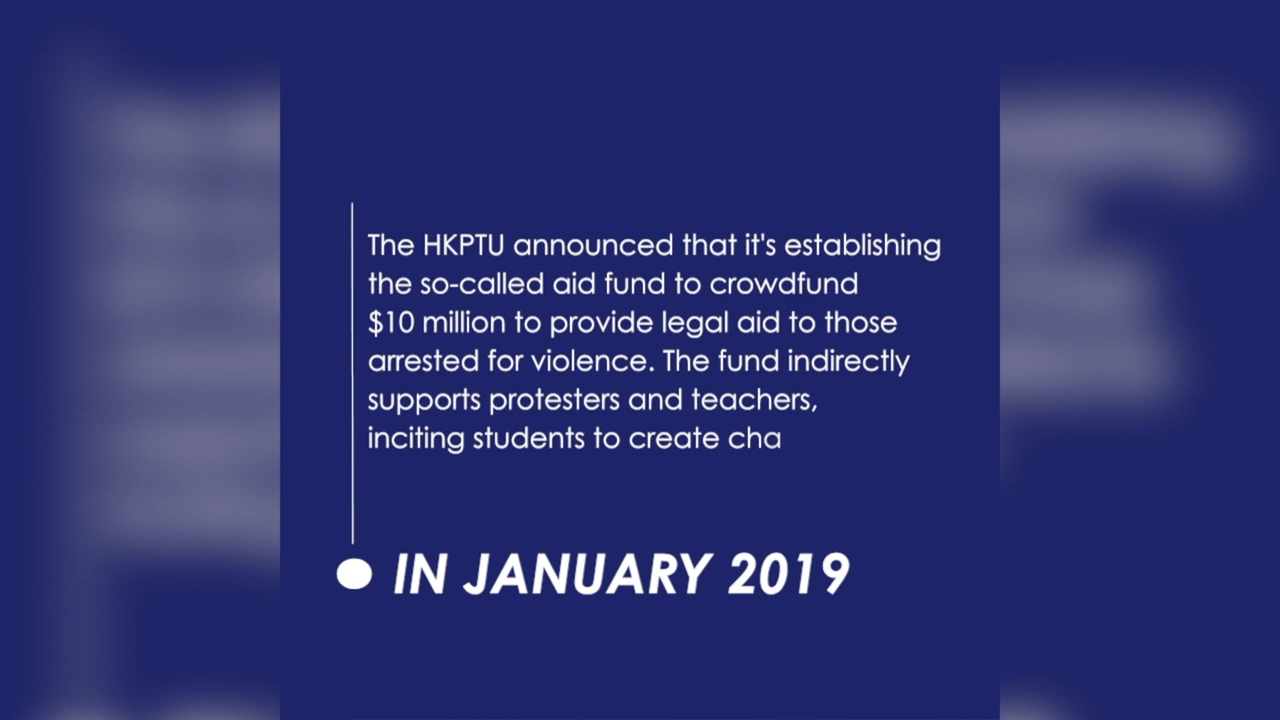 The HKPTU announced that it's establishing
the so-called aid fund to crowdfund
$10 million to provide legal aid to those
arrested for violence. The fund indirectly
supports protesters and teachers,
inciting students to create cha
IN JANUARY 2019